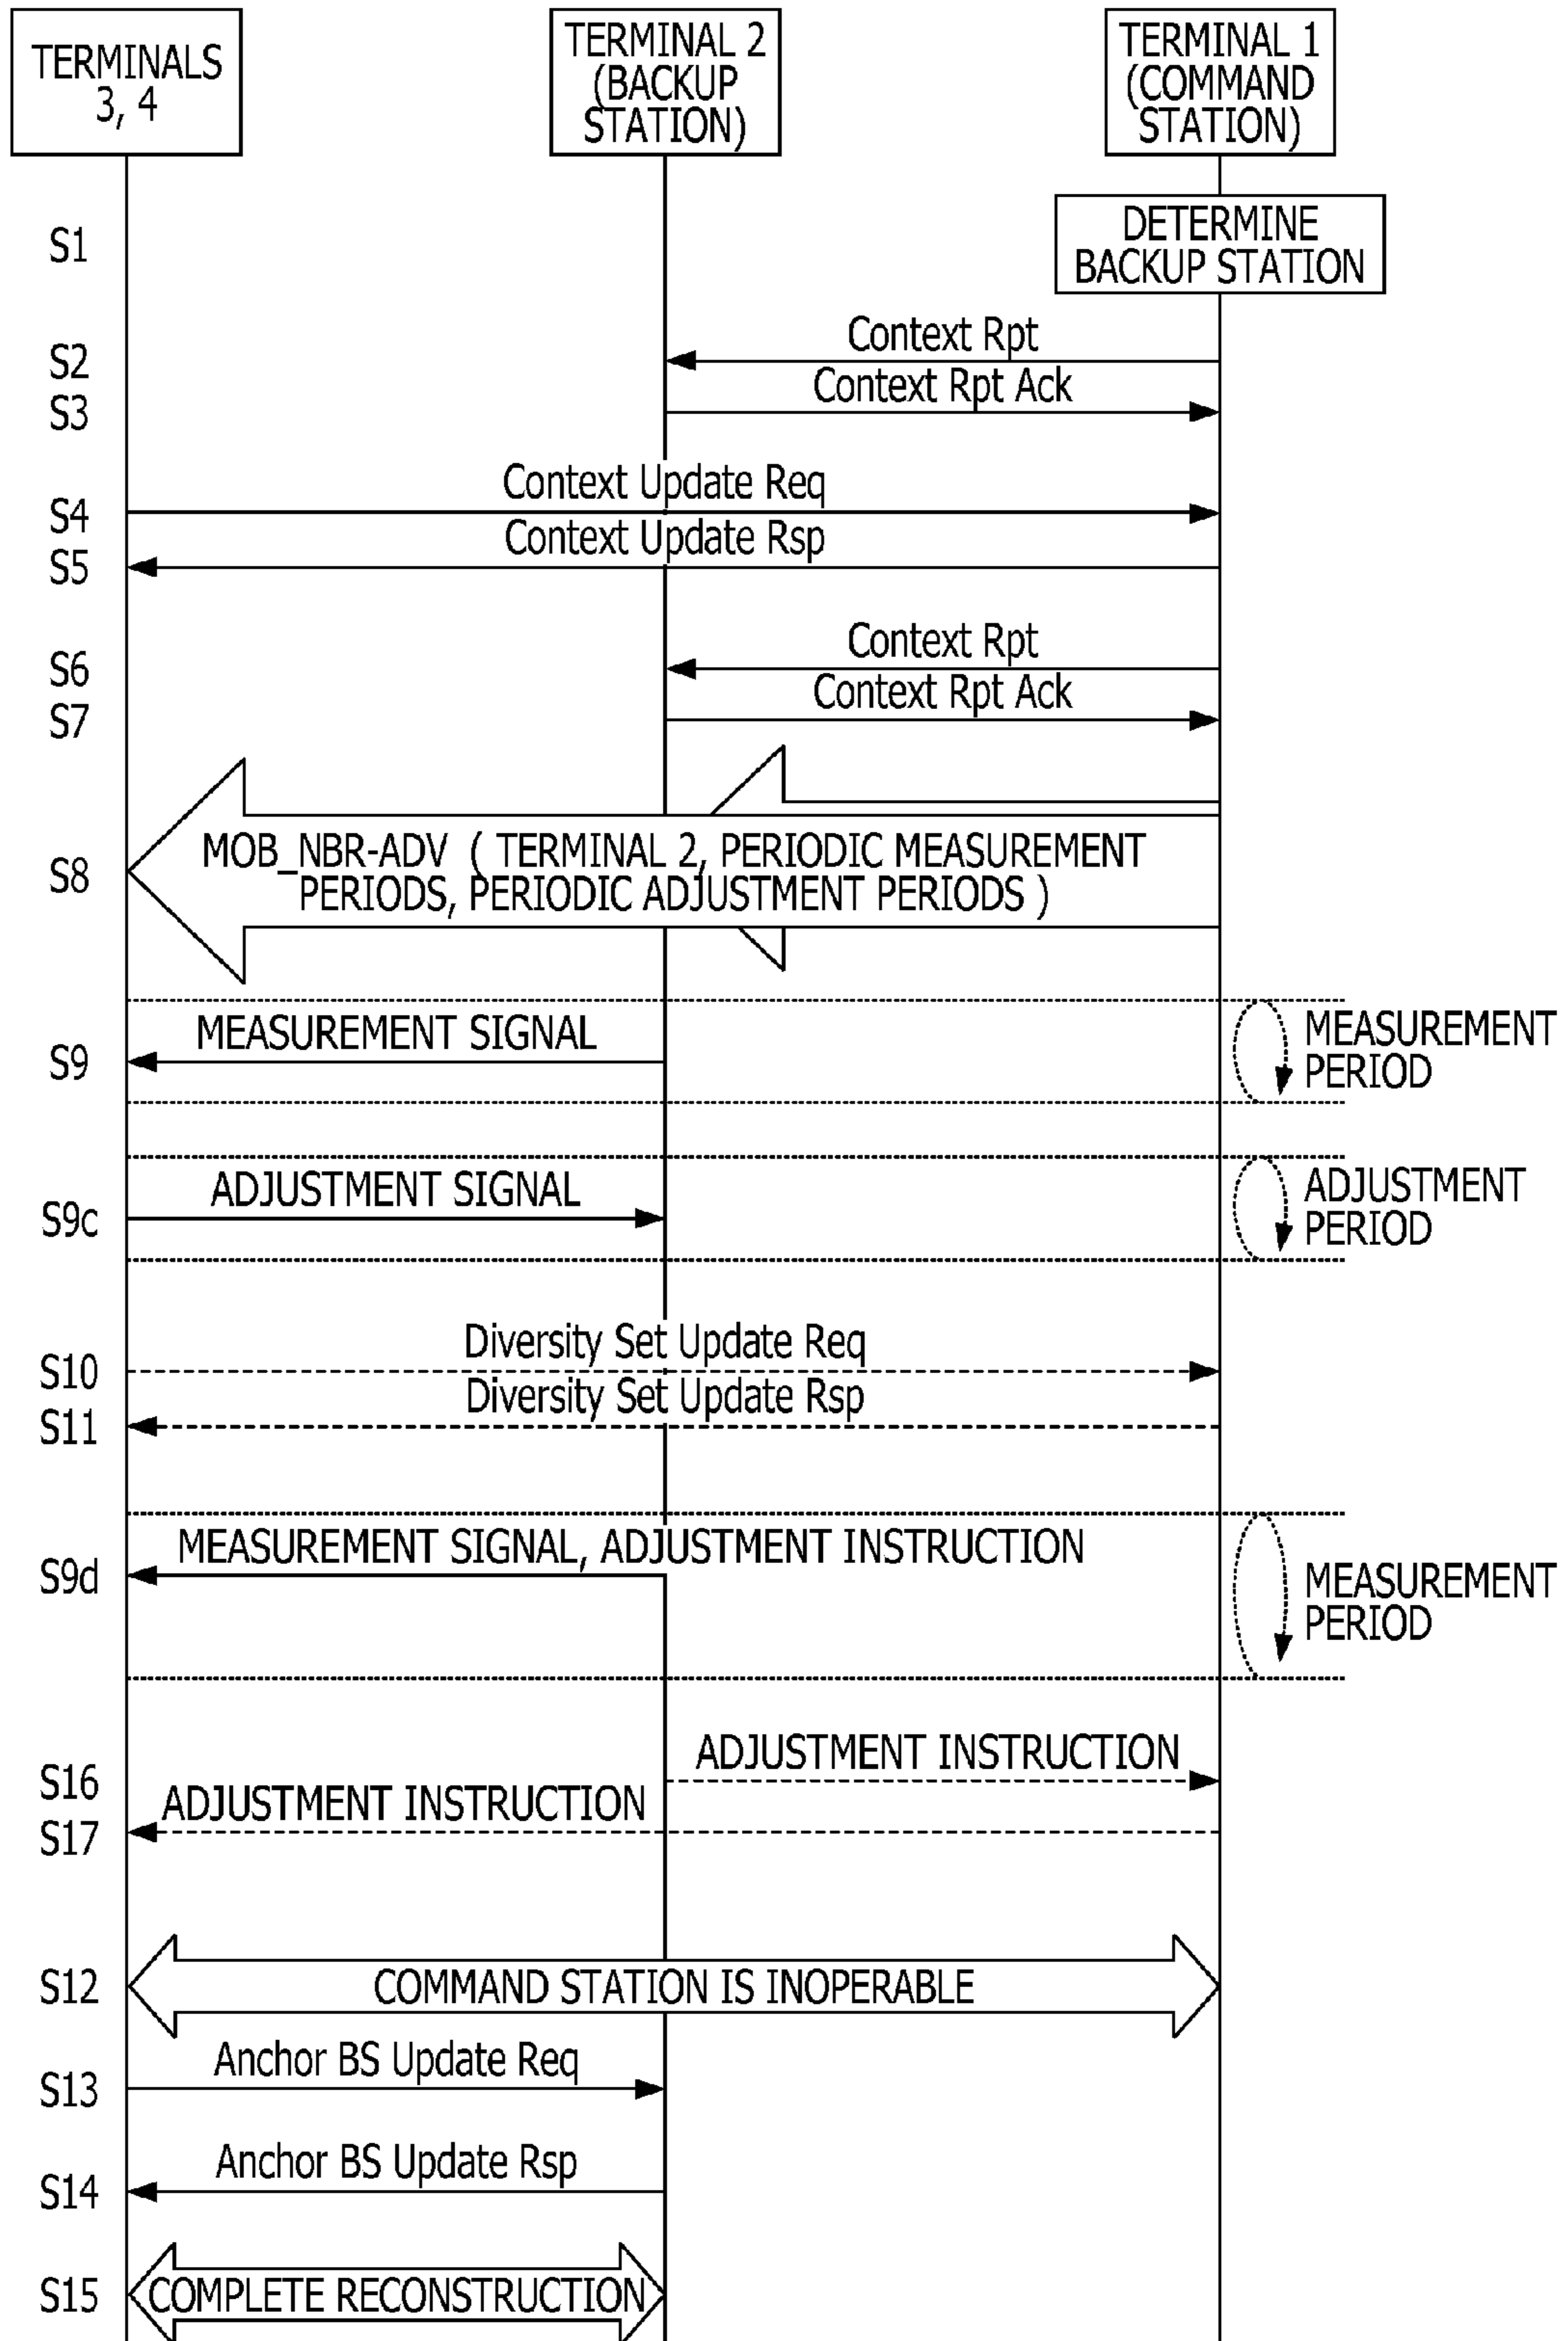 TERMINALS
3, 4
TERMINAL 2
(BACKUP
STATION)
TERMINAL 1
(COMMAND
STATION)
S1
DETERMINE
BACKUP STATION
S2
Context Rpt
S3
Context Rpt Ack
S4
Context Update Req
S5
Context Update Rsp
S6
Context Rpt
S7
Context Rpt Ack
S8
MOB_NBR-ADV ( TERMINAL 2, PERIODIC MEASUREMENT
PERIODS, PERIODIC ADJUSTMENT PERIODS )
S9
MEASUREMENT SIGNAL
MEASUREMENT
PERIOD
S9c
ADJUSTMENT SIGNAL
ADJUSTMENT
PERIOD
S10
Diversity Set Update Req
S11
Diversity Set Update Rsp
S9d
MEASUREMENT SIGNAL, ADJUSTMENT INSTRUCTION
MEASUREMENT
PERIOD
S16
ADJUSTMENT INSTRUCTION
S17
ADJUSTMENT INSTRUCTION
S12
COMMAND STATION IS INOPERABLE
S13
Anchor BS Update Req
S14
Anchor BS Update Rsp
S15
COMPLETE RECONSTRUCTION